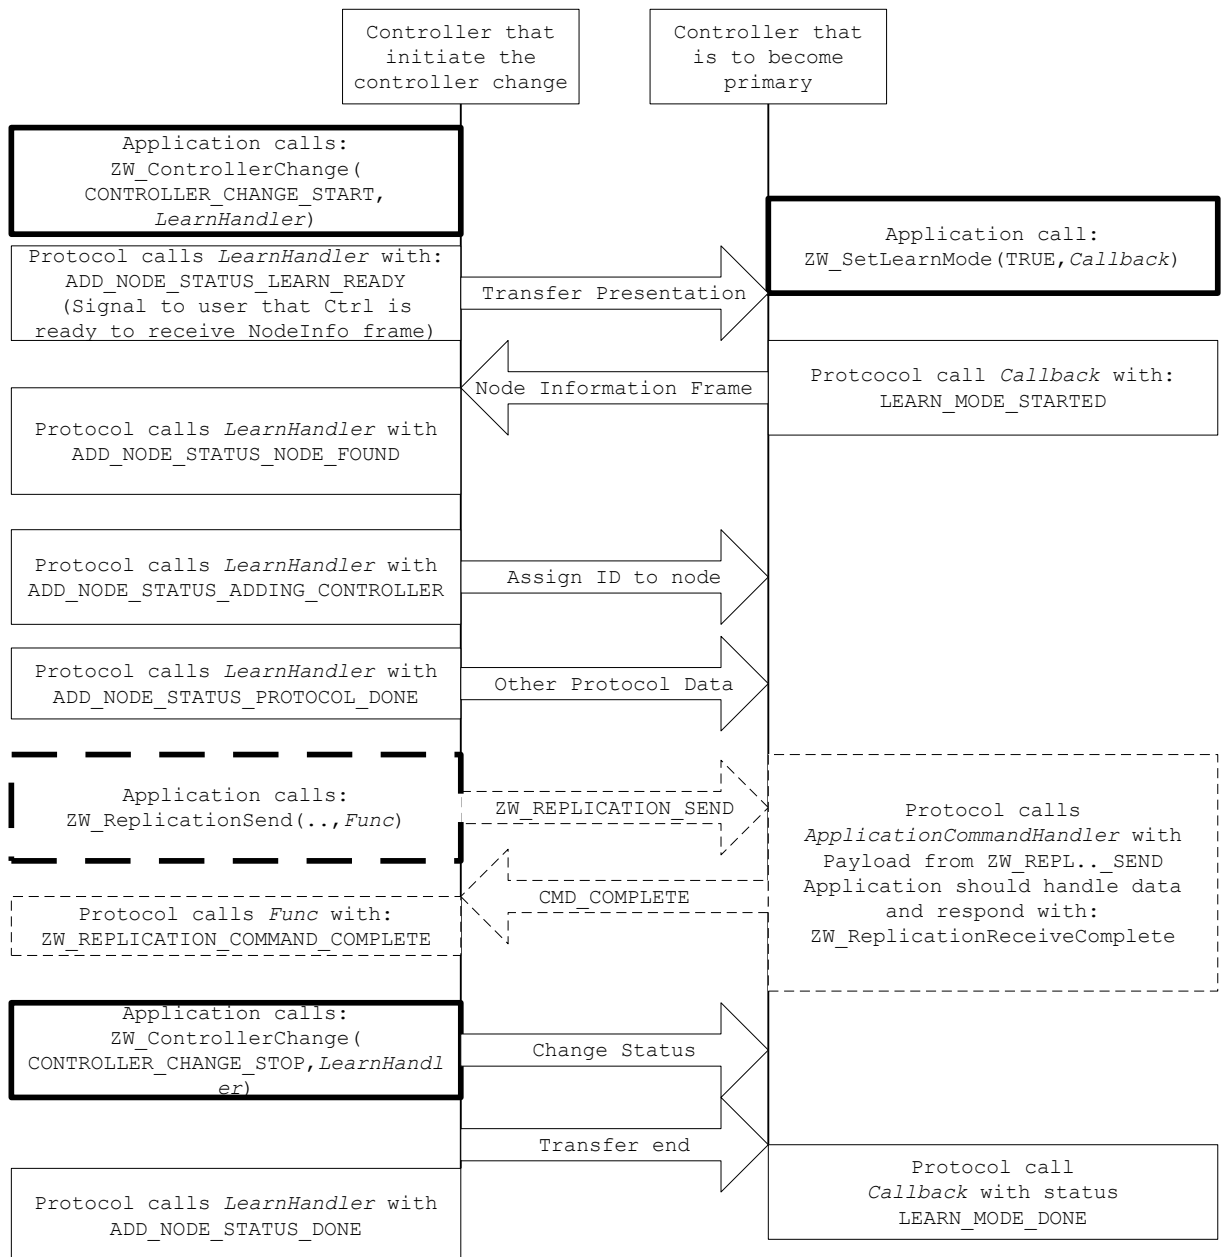 Controller that
initiate the
controller change
Controller that
is to become
primary
Application calls:
ZW_ControllerChange(
CONTROLLER_CHANGE_START,
LearnHandler)
Application call:
ZW_SetLearnMode(TRUE,Callback)
Protocol calls LearnHandler with:
ADD_NODE_STATUS_LEARN_READY
(Signal to user that Ctrl is
ready to receive NodeInfo frame)
Transfer Presentation
Node Information Frame
Protcocol call Callback with:
LEARN_MODE_STARTED
Protocol calls LearnHandler with
ADD_NODE_STATUS_NODE_FOUND
Protocol calls LearnHandler with
ADD_NODE_STATUS_ADDING_CONTROLLER
Assign ID to node
Protocol calls LearnHandler with
ADD_NODE_STATUS_PROTOCOL_DONE
Other Protocol Data
Application calls:
ZW_ReplicationSend(..,Func)
ZW_REPLICATION_SEND
Protocol calls
ApplicationCommandHandler with
Payload from ZW_REPL.._SEND
Application should handle data
and respond with:
ZW_ReplicationReceiveComplete
CMD_COMPLETE
Protocol calls Func with:
ZW_REPLICATION_COMMAND_COMPLETE
Application calls:
ZW_ControllerChange(
CONTROLLER_CHANGE_STOP,LearnHandl
er)
Change Status
Transfer end
Protocol call
Callback with status
LEARN_MODE_DONE
Protocol calls LearnHandler with
ADD_NODE_STATUS_DONE